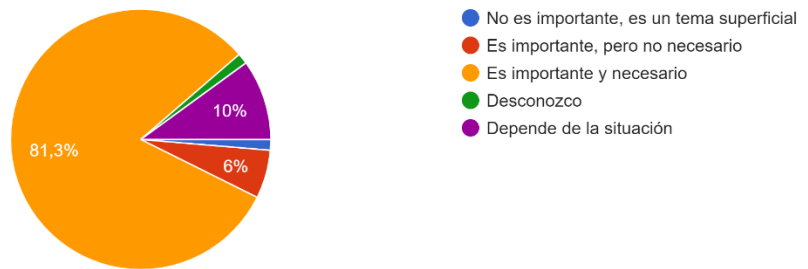 No es importante, es un tema superficial
Es importante, pero no necesario
Es importante y necesario
Desconozco
Depende de la situación
10%
81,3%
6%